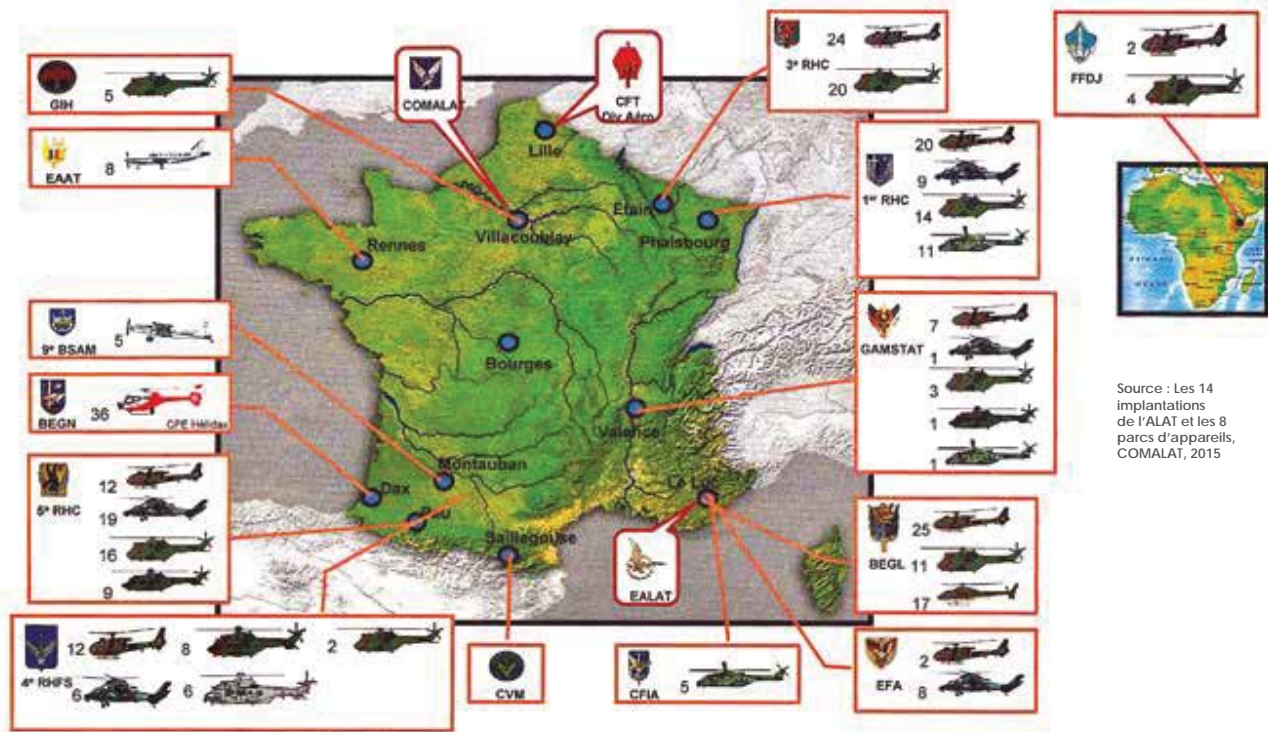 GIH
5
EAAT
8
COMALAT
CFT
Div Aéro
24
3e RHC
20
2
FFDJ
4
20
9
1er RHC
14
11
Lille
Etain
Phalsbourg
Villacoublay
Rennes
Bourges
Valence
Montauban
Dax
Pau
Saillagouse
Le Luc
9e BSAM
5
BEGN
36
CPE Hélidax
5e RHC
12
19
16
9
GAMSTAT
7
1
3
1
1
Source : Les 14
implantations
de l'ALAT et les 8
parcs d'appareils,
COMALAT, 2015
EALAT
25
BEGL
11
17
4e RHFS
12
8
2
6
6
CVM
CFIA
5
EFA
2
8